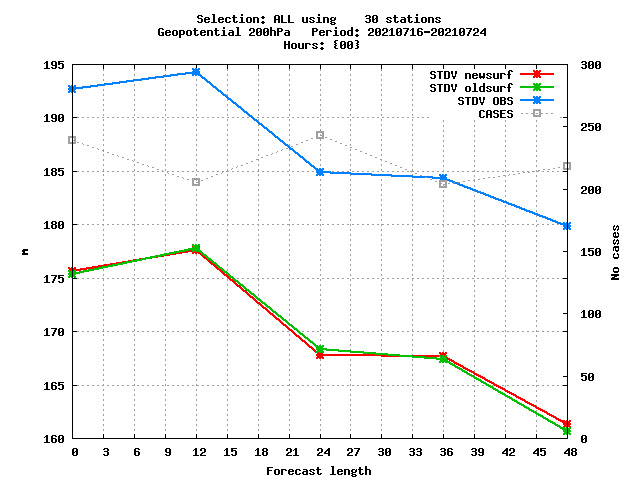 Selection: ALL using    30 stations
Geopotential 200hPa   Period: 20210716-20210724
Hours: {00}
STDV newsurf
STDV oldsurf
STDV OBS
CASES
195
190
185
180
175
170
165
160
m
300
250
200
150
100
50
0
No cases
0 3 6 9 12 15 18 21 24 27 30 33 36 39 42 45 48
Forecast length